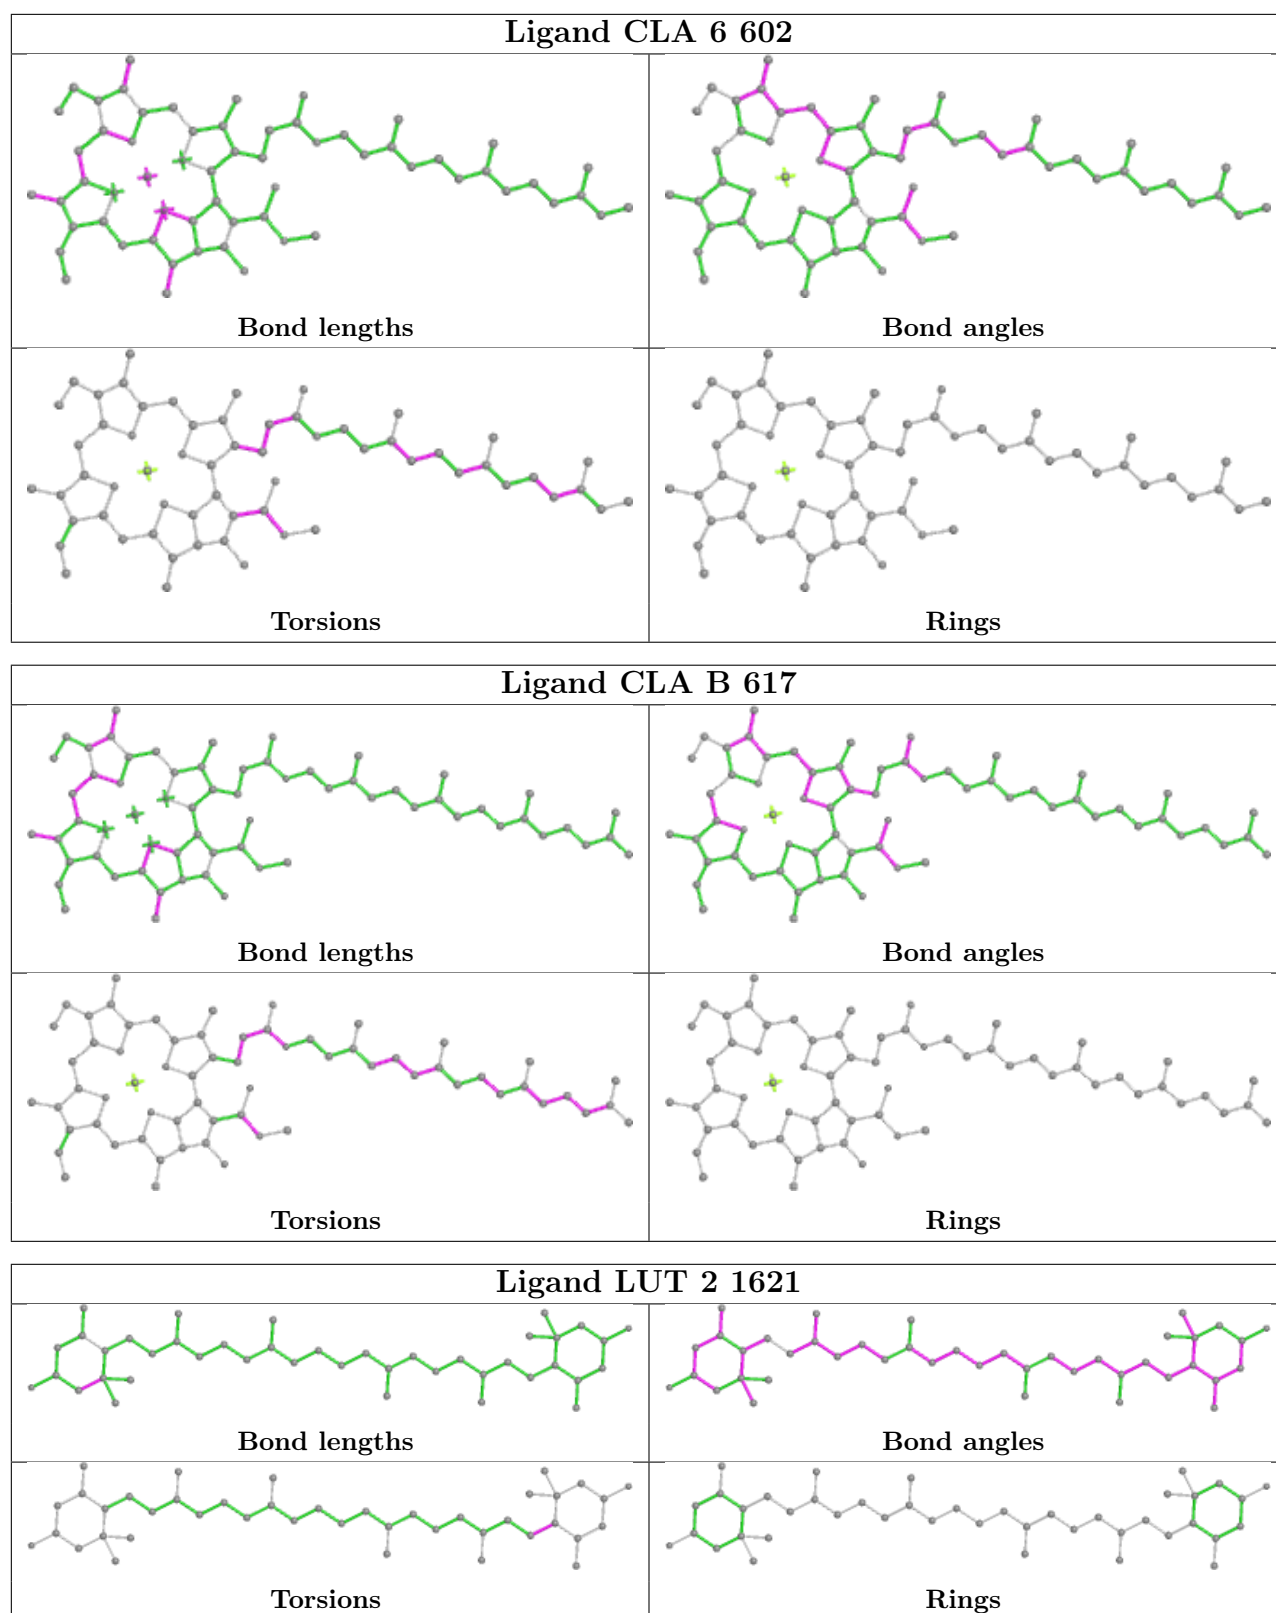 Ligand CLA 6 602
Bond lengths
Bond angles
Torsions
Rings
Ligand CLA B 617
Bond lengths
Bond angles
Torsions
Rings
Ligand LUT 2 1621
Bond lengths
Bond angles
Torsions
Rings